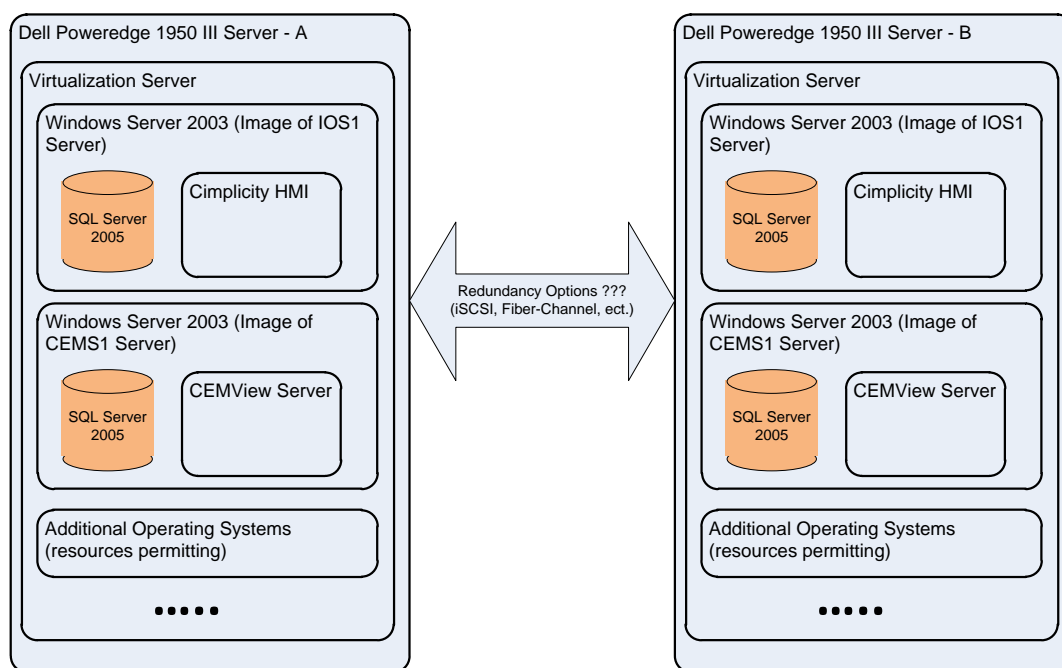 Dell Poweredge 1950 III Server - A
Virtualization Server
Windows Server 2003 (Image of IOS1
Server)
SQL Server
2005
Cimplicity HMI
Windows Server 2003 (Image of
CEMS1 Server)
SQL Server
2005
CEMView Server
Additional Operating Systems
(resources permitting)
Redundancy Options ???
(iSCSI, Fiber-Channel, ect.)
Dell Poweredge 1950 III Server - B
Virtualization Server
Windows Server 2003 (Image of IOS1
Server)
SQL Server
2005
Cimplicity HMI
Windows Server 2003 (Image of
CEMS1 Server)
SQL Server
2005
CEMView Server
Additional Operating Systems
(resources permitting)